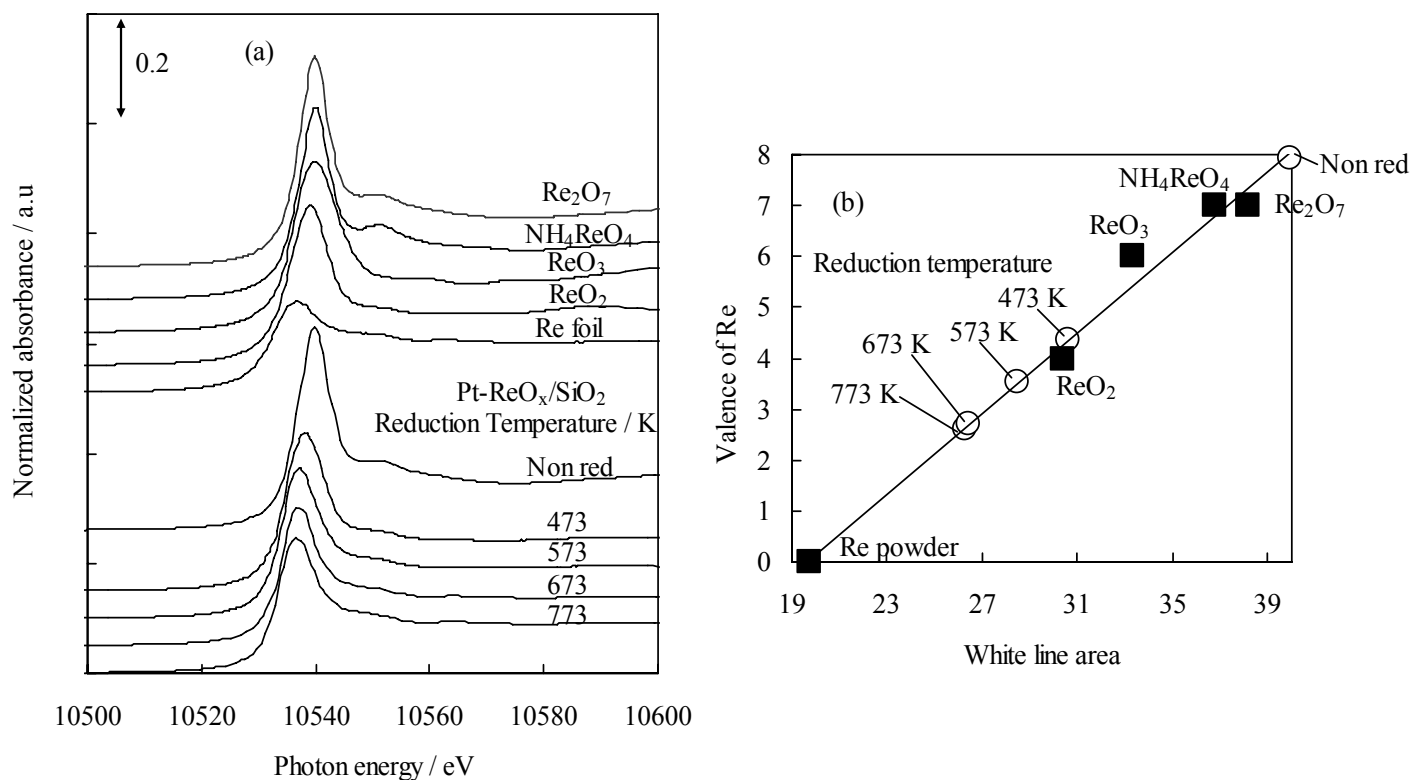 (a)
0.2
Re₂O₇
NH₄ReO₄
ReO₃
ReO₂
Re foil
Pt-ReOₓ/SiO₂
Reduction Temperature / K
Non red
473
573
673
773
10500 10520 10540 10560 10580 10600
Photon energy / eV
Normalized absorbance / a.u
(b)
8
7
6
5
4
3
2
1
0
Non red
NH₄ReO₄
Re₂O₇
ReO₃
Reduction temperature
473 K
573 K
673 K
773 K
ReO₂
Re powder
19 23 27 31 35 39
White line area
Valence of Re